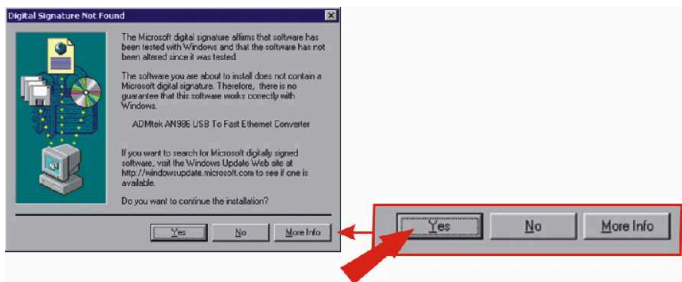 Digital Signature Not Found
The Microsoft digital signature affirms that software has
been tested with Windows and that the software has not
been altered since it was tested.
The software you are about to install does not contain a
Microsoft digital signature. Therefore, there is no
guarantee that this software works correctly with
Windows.
ADMtek AN986 USB To Fast Ethernet Converter
If you want to search for Microsoft digitally signed
software, visit the Windows Update Web site at
http://windowsupdate.microsoft.com to see if one is
available.
Do you want to continue the installation?
Yes No More Info
Yes No More Info